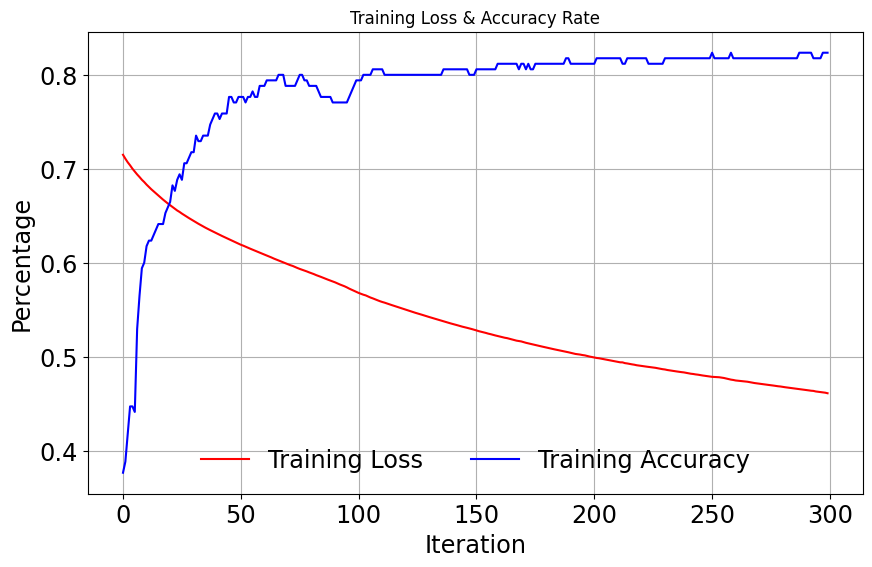 Training Loss & Accuracy Rate
Percentage
0.8
0.7
0.6
0.5
0.4
Training Loss Training Accuracy
0 50 100 150 200 250 300
Iteration